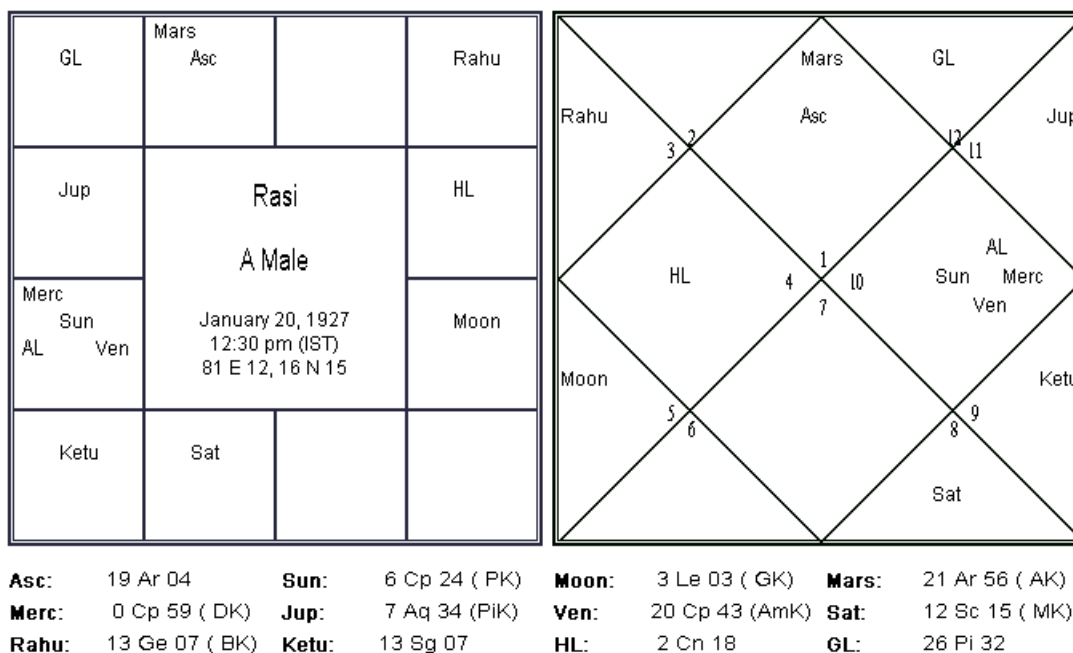 GL
Mars
Asc
Rahu
Jup
HL
Merc
Sun
AL Ven
Moon
Ketu
Sat
Rasi
A Male
January 20, 1927
12:30 pm (IST)
81 E 12, 16 N 15
Mars
GL
Rahu
Asc
Jup
2
12
3
11
HL
1
4
10
7
AL
Sun Merc
Ven
Moon
Ketu
5
9
6
8
Sat
Asc: 19 Ar 04 Sun: 6 Cp 24 ( PK) Moon: 3 Le 03 ( GK) Mars: 21 Ar 56 ( AK)
Merc: 0 Cp 59 ( DK) Jup: 7 Aq 34 (PiK) Ven: 20 Cp 43 (AmK) Sat: 12 Sc 15 ( MK)
Rahu: 13 Ge 07 ( BK) Ketu: 13 Sg 07 HL: 2 Cn 18 GL: 26 Pi 32